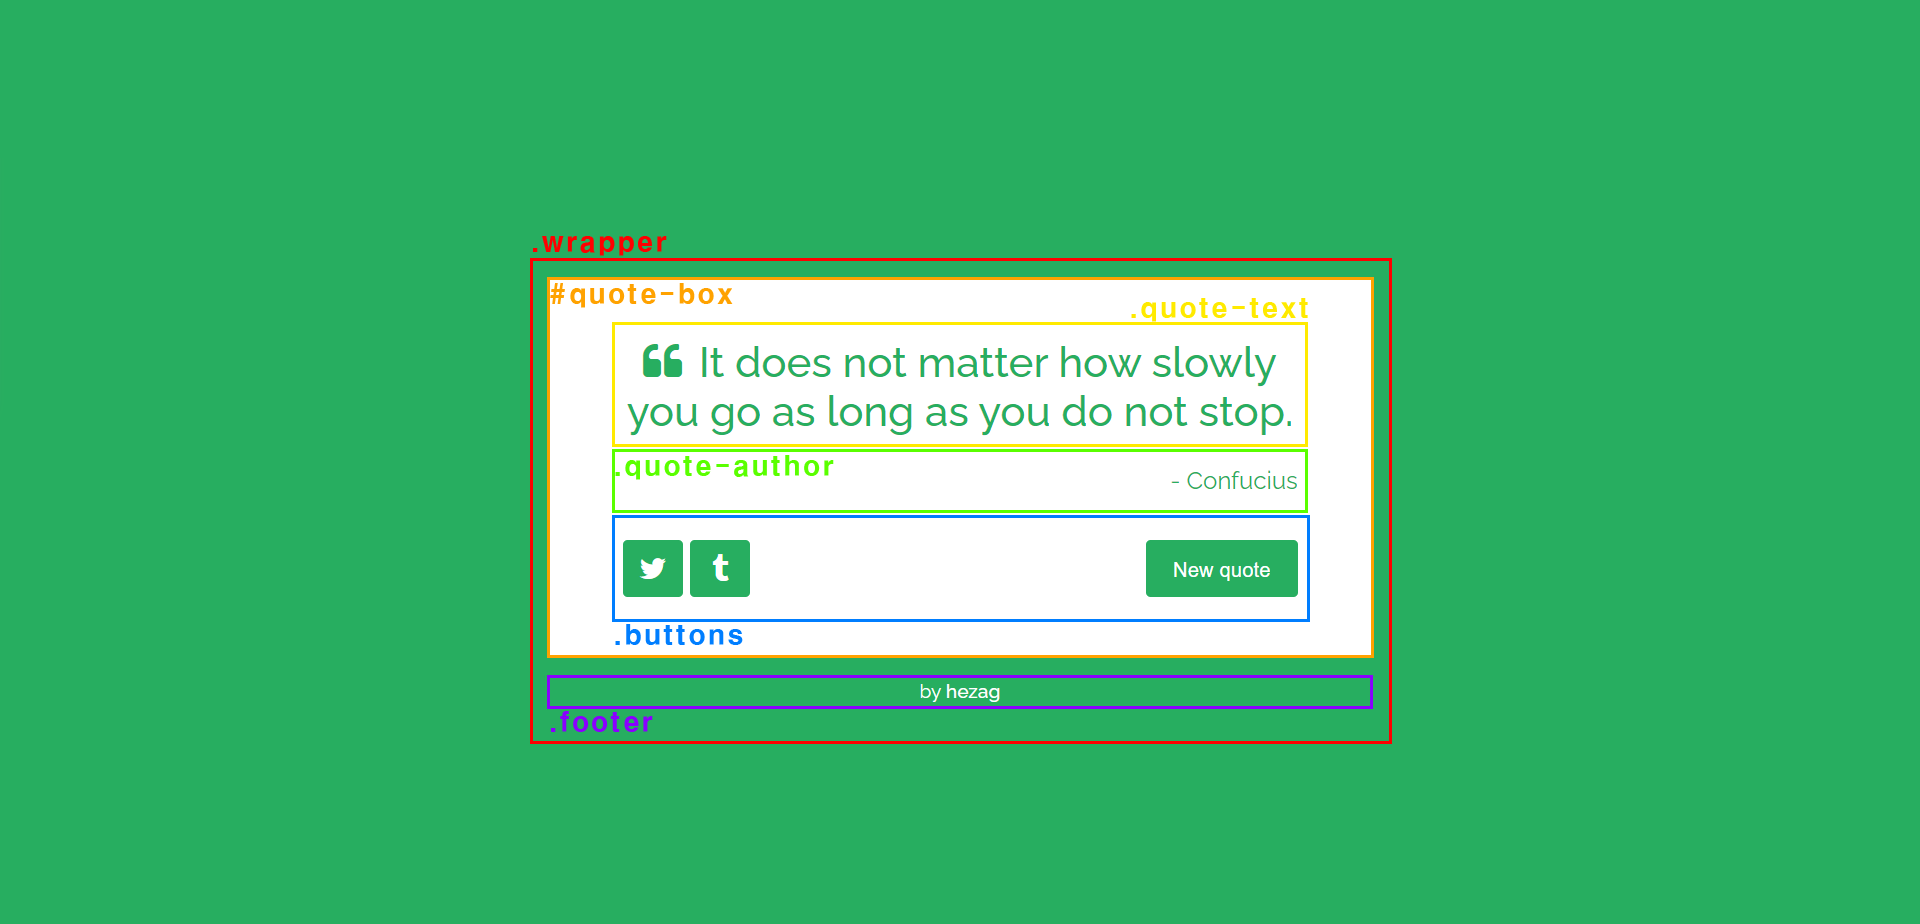 .wrapper
#quote-box
.quote-text
❝ It does not matter how slowly
you go as long as you do not stop.
.quote-author
- Confucius
t
New quote
.buttons
by hezag
.footer